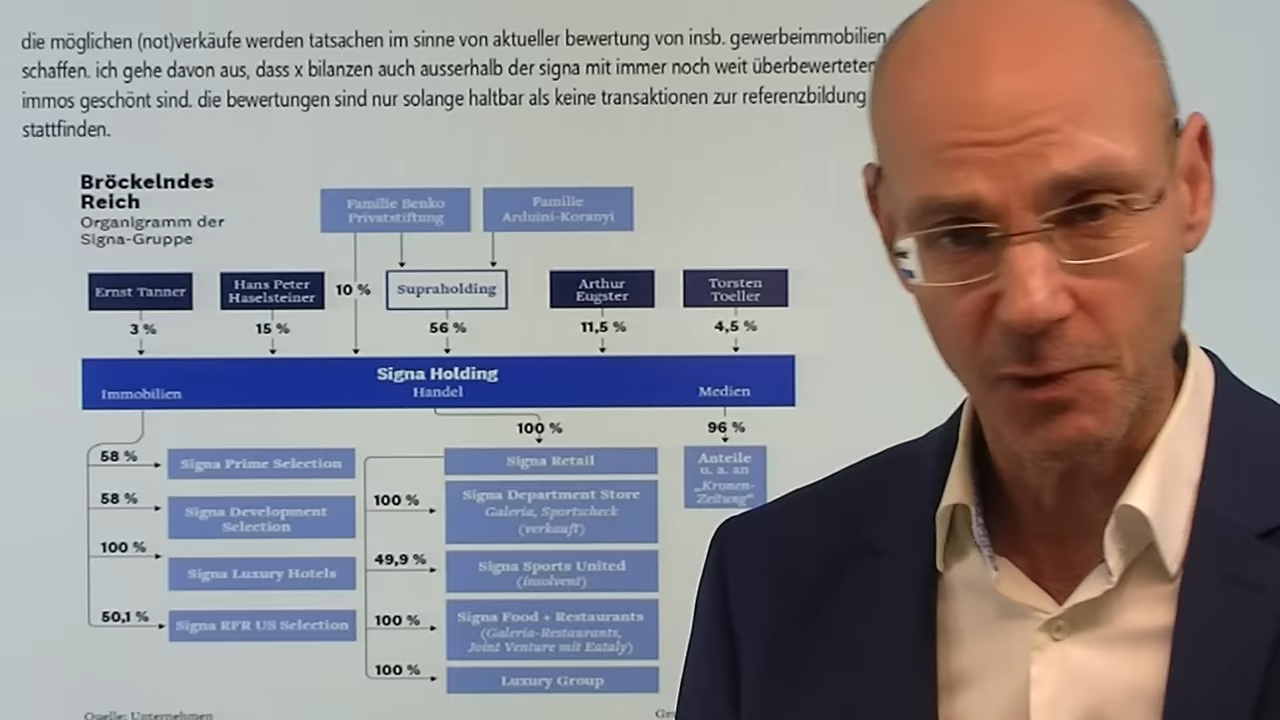 die möglichen (not)verkäufe werden tatsachen im sinne von aktueller bewertung von insb. gewerbeimmobilien
schaffen. ich gehe davon aus, dass x bilanzen auch ausserhalb der signa mit immer noch weit überbewerteten
immos geschönt sind. die bewertungen sind nur solange haltbar als keine transaktionen zur referenzbildung
stattfinden.
Bröckelndes
Reich
Organigramm der
Signa-Gruppe
Familie Benko
Privatstiftung
Familie
Arduini-Koranyi
Ernst Tanner
Hans Peter
Haselsteiner
10 %
Supraholding
Arthur
Eugster
Torsten
Toeller
3 %
15 %
56 %
11,5 %
4,5 %
Signa Holding
Immobilien
Handel
Medien
100 %
96 %
58 %
Signa Prime Selection
58 %
Signa Development
Selection
100 %
Signa Luxury Hotels
50,1 %
Signa RFR US Selection
Signa Retail
100 %
Signa Department Store
Galeria, Sportscheck
(verkauft)
49,9 %
Signa Sports United
(insolvent)
100 %
Signa Food + Restaurants
(Galeria-Restaurants,
Joint Venture mit Eataly)
100 %
Luxury Group
Anteile
u. a. an
„Kronen-
Zeitung“
Quelle: Unternehmen